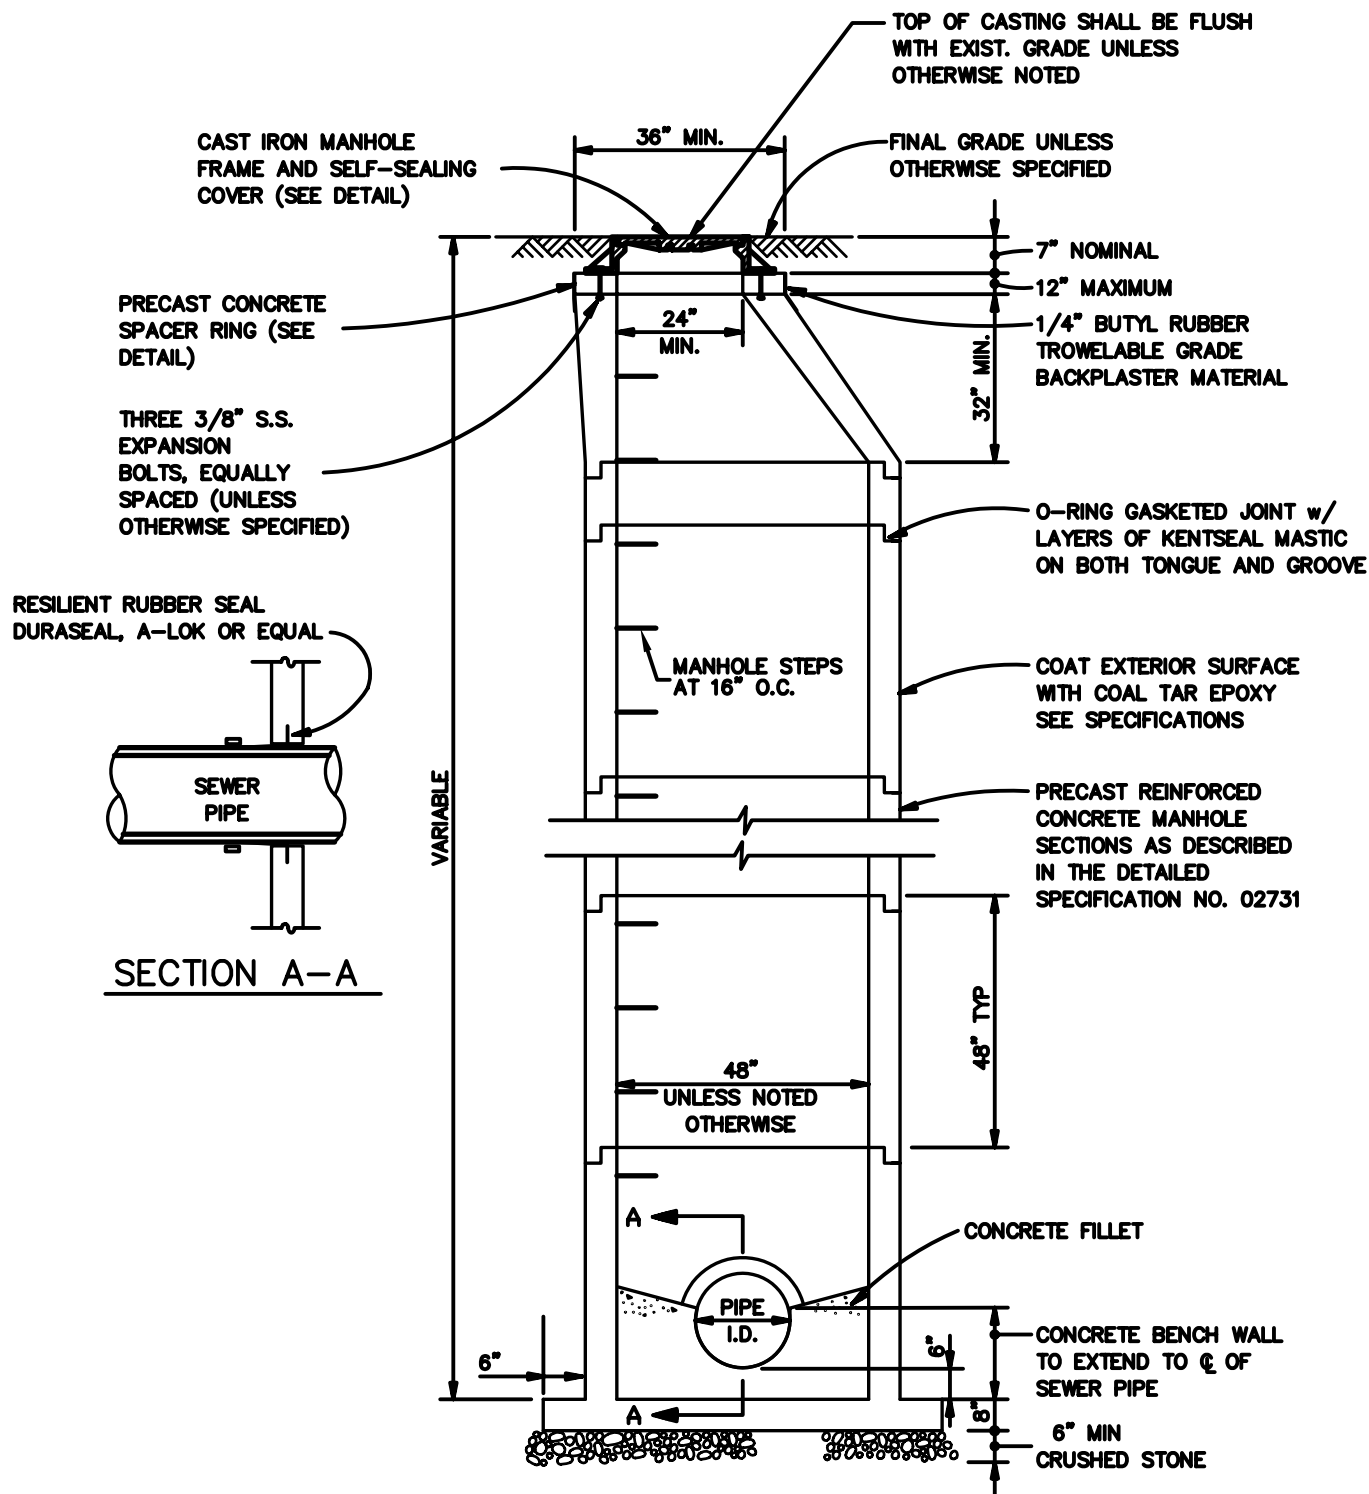 TOP OF CASTING SHALL BE FLUSH
WITH EXIST. GRADE UNLESS
OTHERWISE NOTED
36" MIN.
CAST IRON MANHOLE
FRAME AND SELF-SEALING
COVER (SEE DETAIL)
FINAL GRADE UNLESS
OTHERWISE SPECIFIED
7" NOMINAL
12" MAXIMUM
PRECAST CONCRETE
SPACER RING (SEE
DETAIL)
24"
MIN.
32" MIN.
1/4" BUTYL RUBBER
TROWELABLE GRADE
BACKPLASTER MATERIAL
THREE 3/8" S.S.
EXPANSION
BOLTS, EQUALLY
SPACED (UNLESS
OTHERWISE SPECIFIED)
O-RING GASKETED JOINT w/
LAYERS OF KENTSEAL MASTIC
ON BOTH TONGUE AND GROOVE
RESILIENT RUBBER SEAL
DURASEAL, A-LOK OR EQUAL
MANHOLE STEPS
AT 16" O.C.
COAT EXTERIOR SURFACE
WITH COAL TAR EPOXY
SEE SPECIFICATIONS
SEWER
PIPE
VARIABLE
PRECAST REINFORCED
CONCRETE MANHOLE
SECTIONS AS DESCRIBED
IN THE DETAILED
SPECIFICATION NO. 02731
SECTION A-A
48" TYP
48"
UNLESS NOTED
OTHERWISE
A
CONCRETE FILLET
PIPE
I.D.
6"
6"
CONCRETE BENCH WALL
TO EXTEND TO ℄ OF
SEWER PIPE
A
8"
6" MIN
CRUSHED STONE